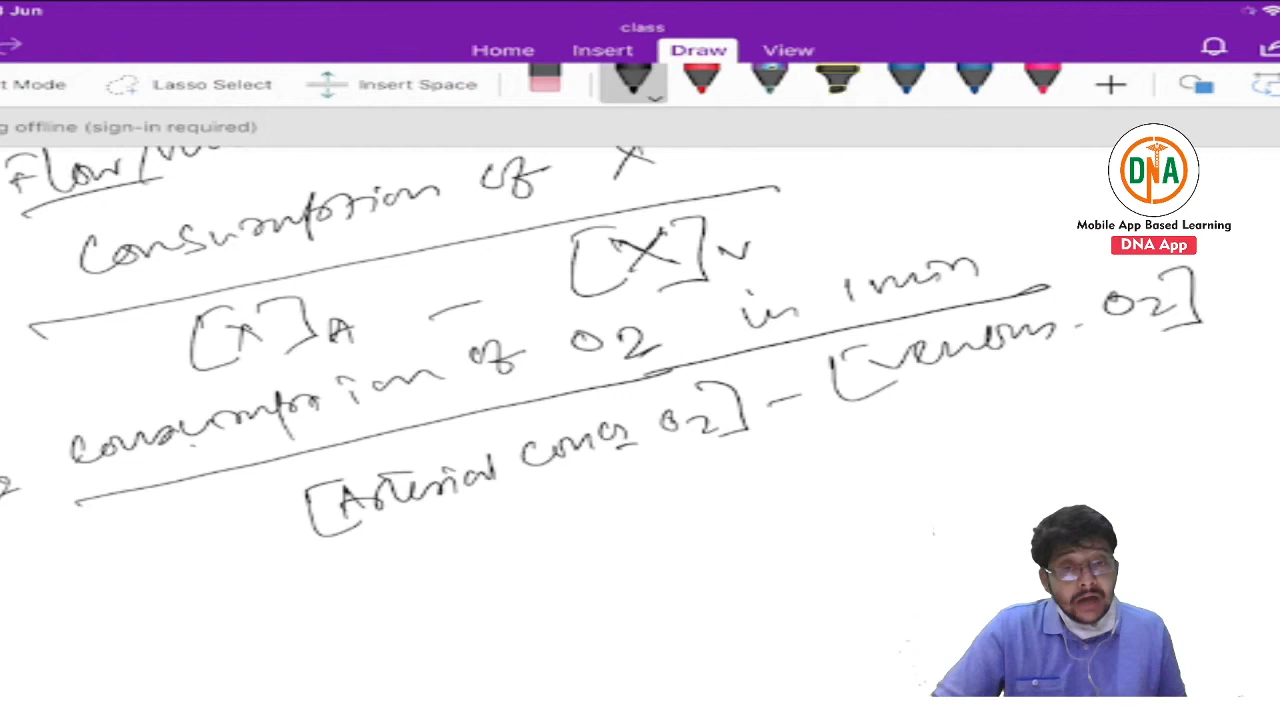 3 Jun
class
Home Insert Draw View
t Mode Lasso Select Insert Space
g offline (sign-in required)
DNA
Mobile App Based Learning
DNA App
Flow/
Consumption of X
[X]A - [X]V
Consumption of O2 in 1 min
[Arterial conc O2] - [venous. O2]